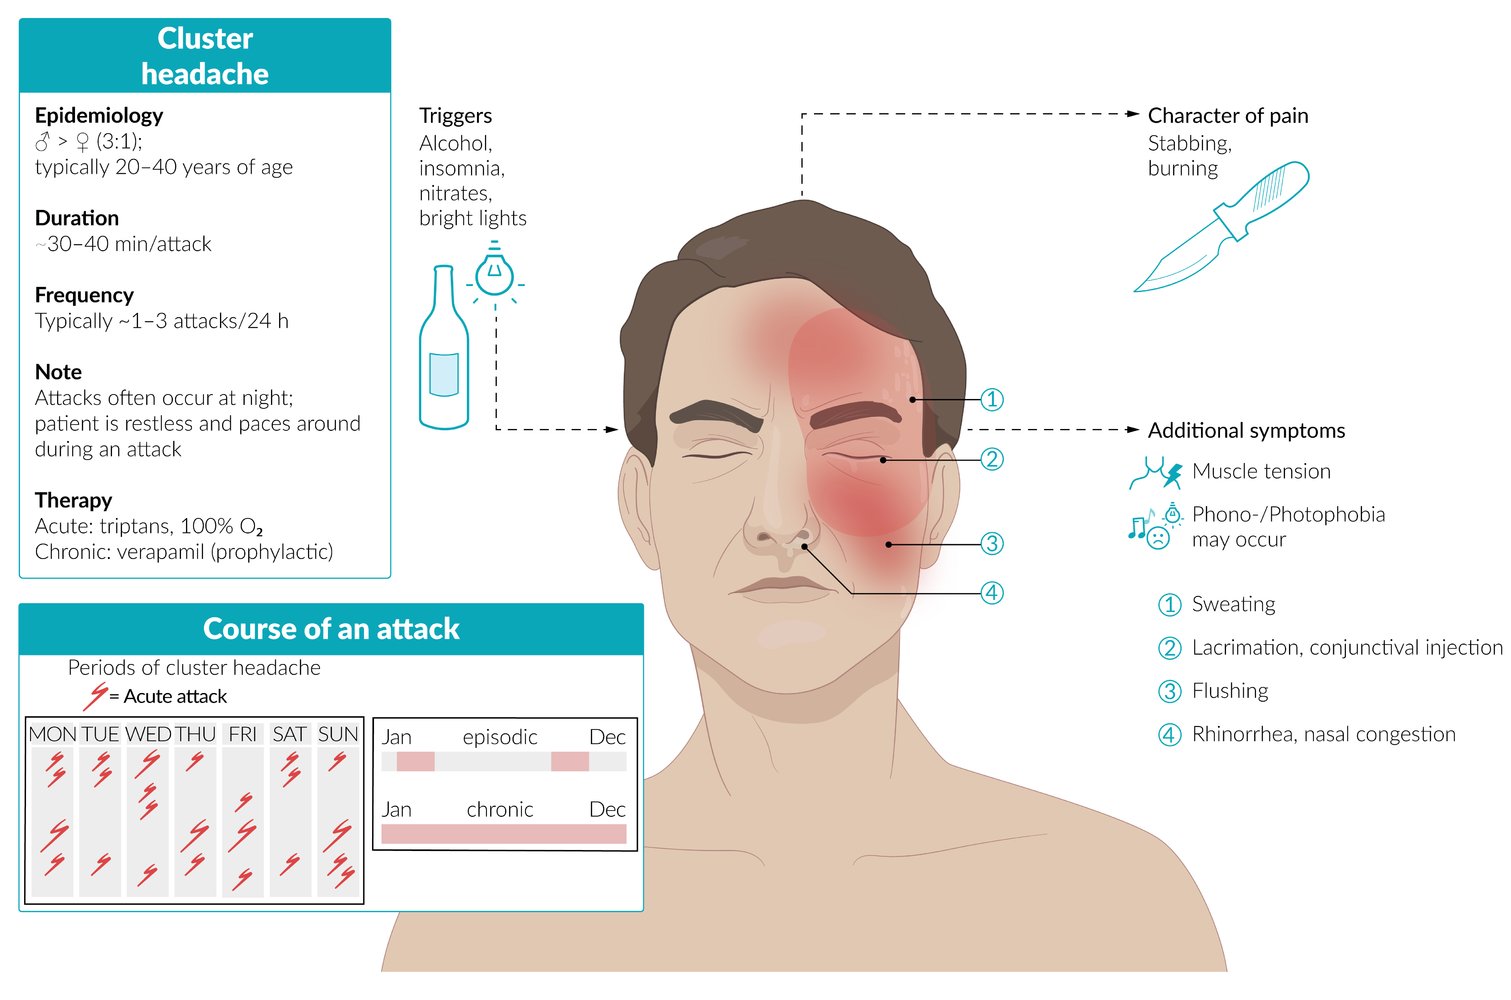 Cluster
headache
Epidemiology
♂ > ♀ (3:1);
typically 20–40 years of age
Duration
~30–40 min/attack
Frequency
Typically ~1–3 attacks/24 h
Note
Attacks often occur at night;
patient is restless and paces around
during an attack
Therapy
Acute: triptans, 100% O₂
Chronic: verapamil (prophylactic)
Triggers
Alcohol,
insomnia,
nitrates,
bright lights
Character of pain
Stabbing,
burning
1
2
3
4
Additional symptoms
Muscle tension
Phono-/Photophobia
may occur
1 Sweating
2 Lacrimation, conjunctival injection
3 Flushing
4 Rhinorrhea, nasal congestion
Course of an attack
Periods of cluster headache
= Acute attack
MON TUE WED THU FRI SAT SUN
Jan episodic Dec
Jan chronic Dec